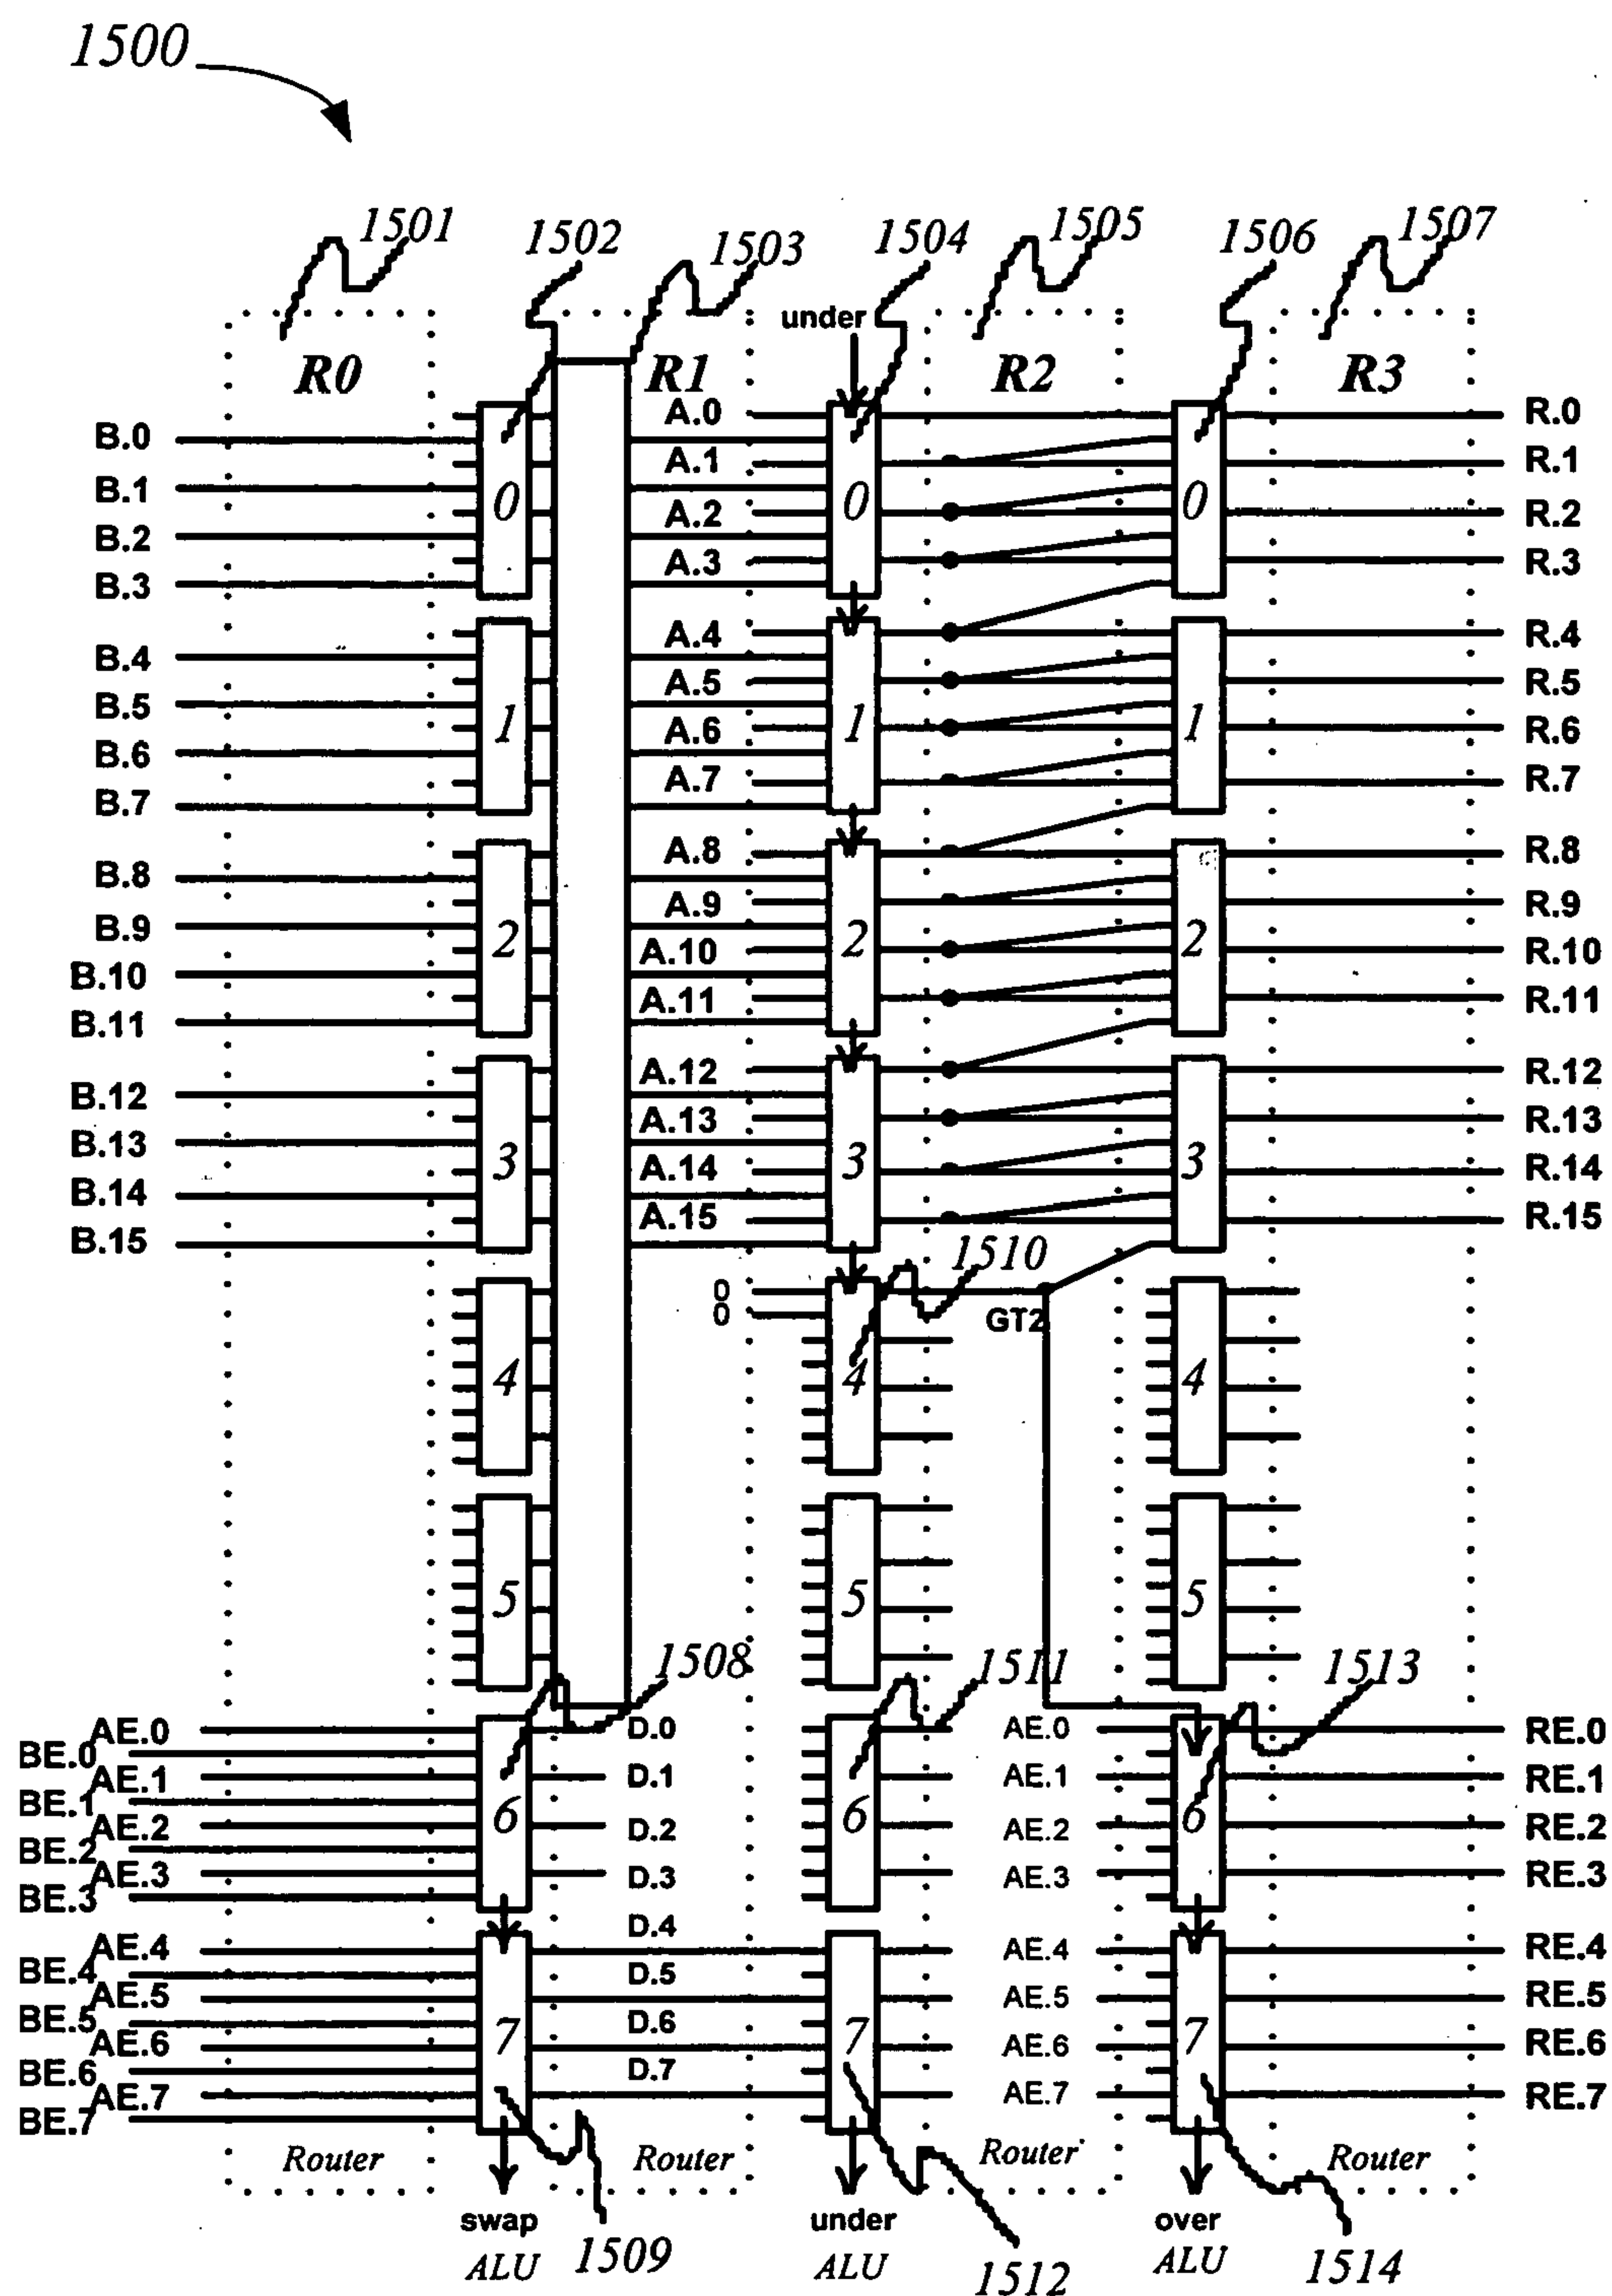 1500
1501 1502 1503 1504 1505 1506 1507
under
R0 R1 R2 R3
A.0 R.0
B.0
A.1 R.1
B.1 0 0 0
A.2 R.2
B.2
A.3 R.3
B.3
A.4 R.4
B.4
A.5 R.5
B.5
1 A.6 1 1 R.6
B.6
A.7 R.7
B.7
A.8 R.8
B.8
A.9 R.9
B.9
2 A.10 2 2 R.10
B.10
A.11 R.11
B.11
A.12 R.12
B.12
A.13 R.13
B.13
3 A.14 3 3 R.14
B.14
A.15 R.15
B.15
1510
0
0 GT2
4 4 4
5 5 5
1508 1511 1513
AE.0 D.0 AE.0 RE.0
BE.0
AE.1 D.1 AE.1 RE.1
BE.1
6 6 6
AE.2 D.2 AE.2 RE.2
BE.2
AE.3 D.3 AE.3 RE.3
BE.3
D.4
AE.4 AE.4 RE.4
BE.4
D.5
AE.5 AE.5 RE.5
BE.5
D.6
7 7 7
AE.6 AE.6 RE.6
BE.6
D.7
AE.7 AE.7 RE.7
BE.7
Router Router Router Router
swap under over
ALU 1509 ALU 1512 ALU 1514